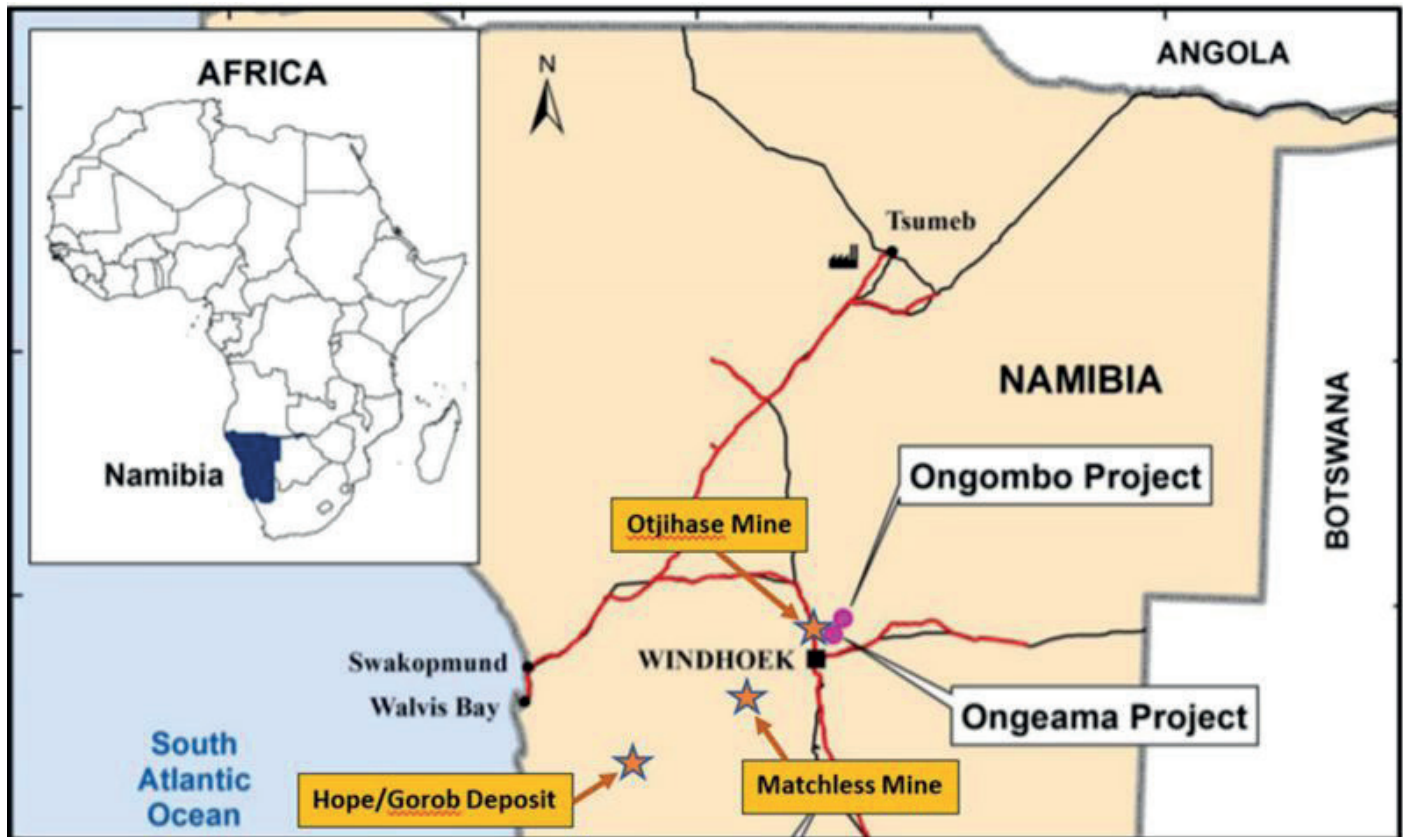 AFRICA
Namibia
N
ANGOLA
Tsumeb
NAMIBIA
BOTSWANA
Ongombo Project
Otjihase Mine
Swakopmund
WINDHOEK
Walvis Bay
Ongeama Project
South
Atlantic
Ocean
Hope/Gorob Deposit
Matchless Mine